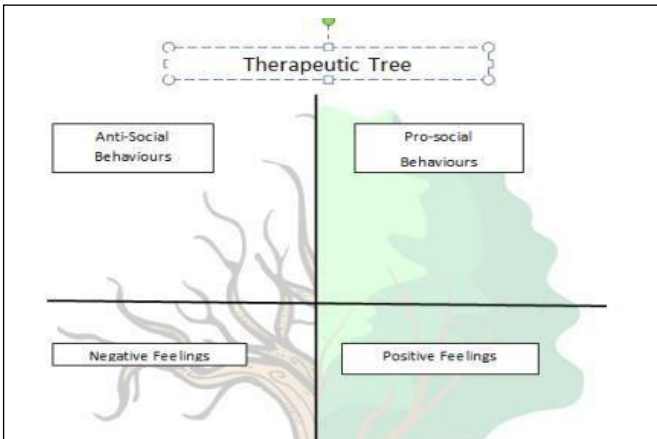 Therapeutic Tree
Anti-Social
Behaviours
Pro-social
Behaviours
Negative Feelings
Positive Feelings